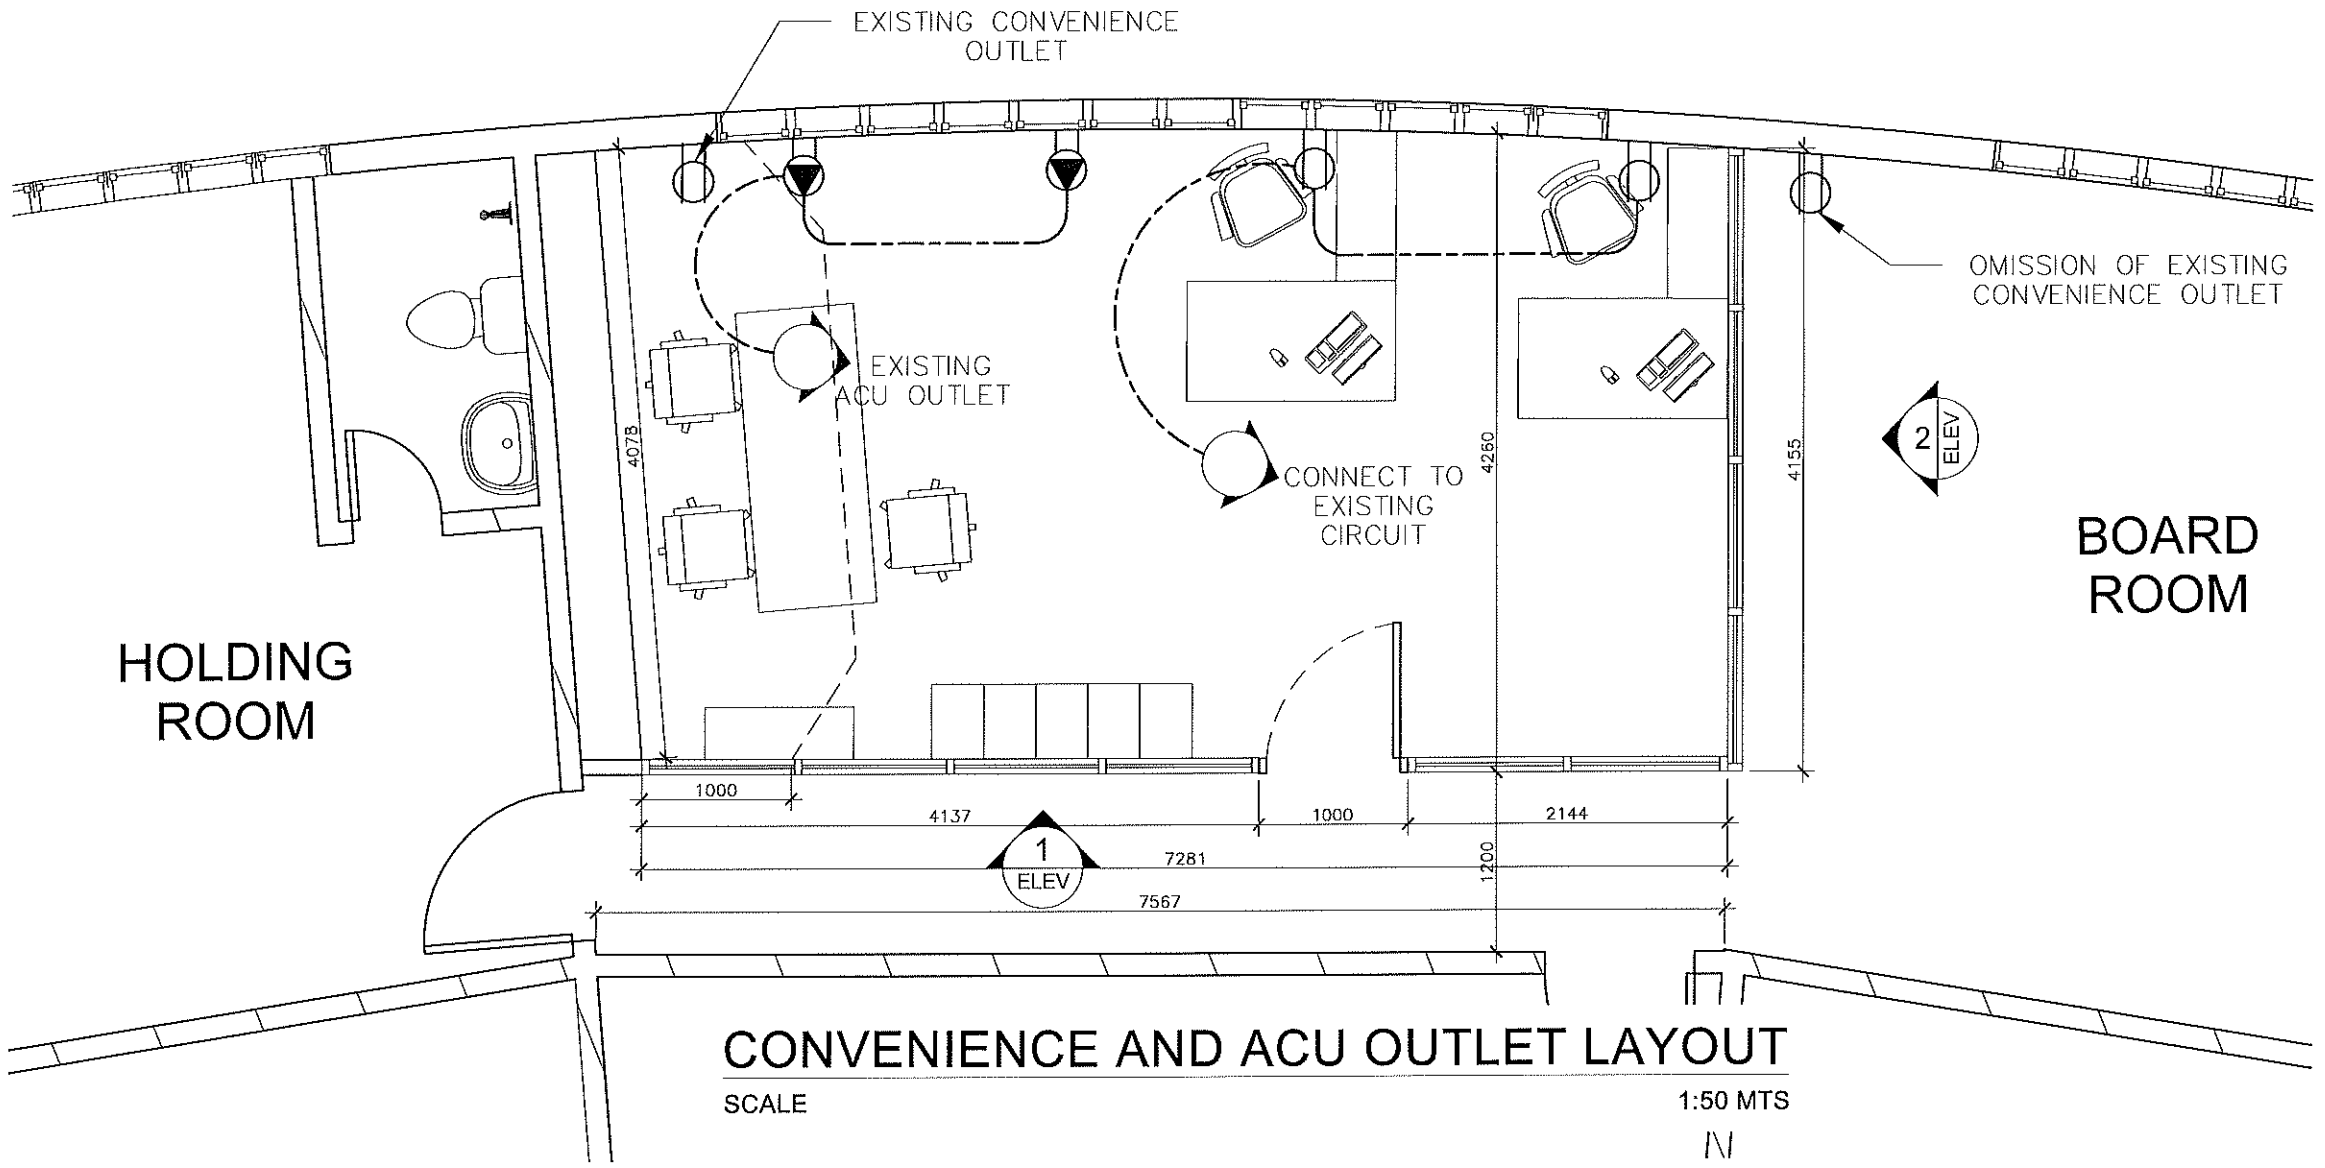 EXISTING CONVENIENCE
OUTLET
OMISSION OF EXISTING
CONVENIENCE OUTLET
EXISTING
ACU OUTLET
CONNECT TO
EXISTING
CIRCUIT
4078
4260
4155
2
ELEV
BOARD
ROOM
HOLDING
ROOM
1000
4137
1000
2144
1
ELEV
7281
1200
7567
CONVENIENCE AND ACU OUTLET LAYOUT
SCALE
1:50 MTS